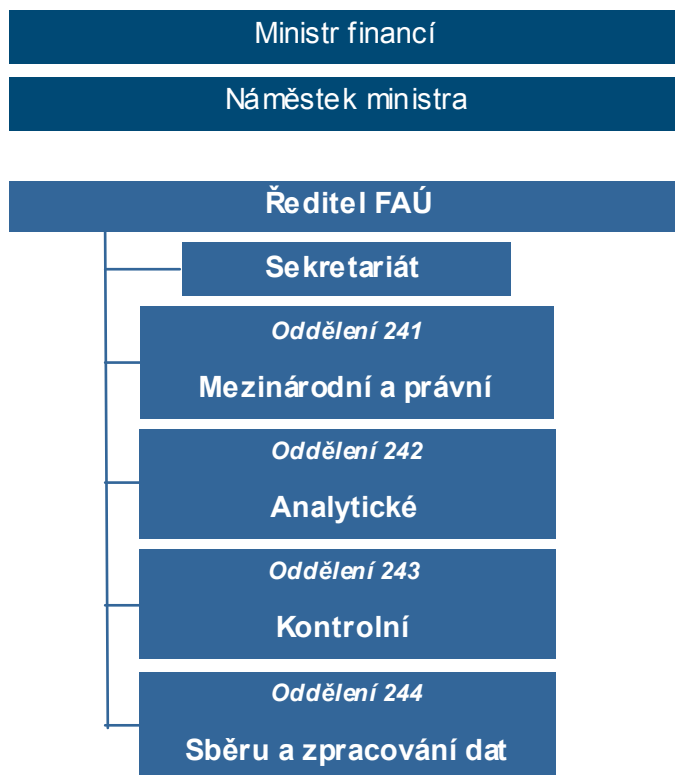 Ministr financí
Náměstek ministra
Ředitel FAÚ
Sekretariát
Oddělení 241
Mezinárodní a právní
Oddělení 242
Analytické
Oddělení 243
Kontrolní
Oddělení 244
Sběru a zpracování dat